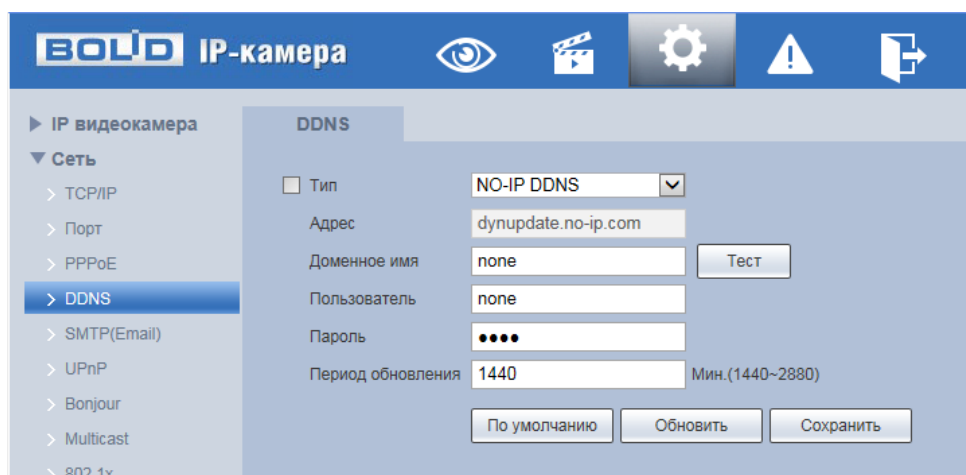 BOLID IP-камера
IP видеокамера
Сеть
TCP/IP
Порт
PPPoE
DDNS
SMTP(Email)
UPnP
Bonjour
Multicast
802.1x
DDNS
Тип NO-IP DDNS
Адрес dynupdate.no-ip.com
Доменное имя none Тест
Пользователь none
Пароль ●●●●
Период обновления 1440 Мин.(1440~2880)
По умолчанию Обновить Сохранить